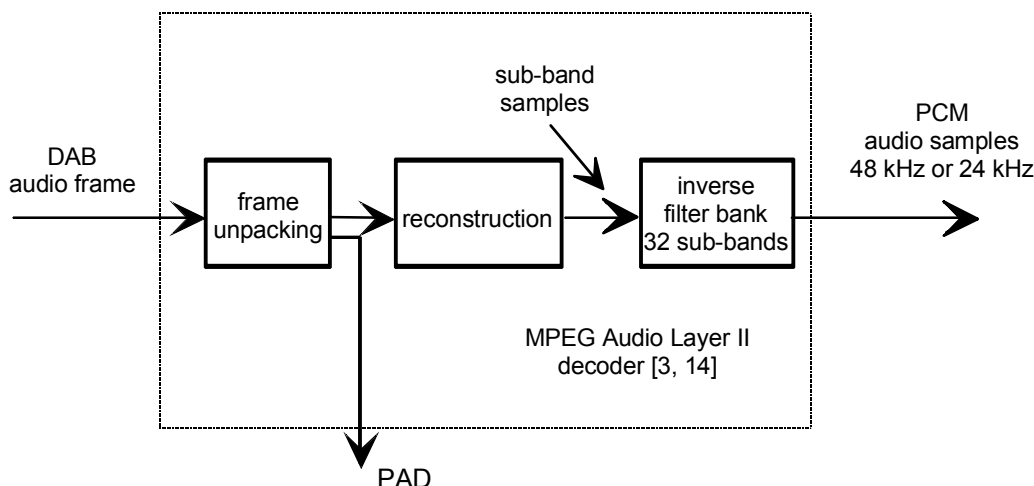 DAB
audio frame
frame
unpacking
reconstruction
sub-band
samples
inverse
filter bank
32 sub-bands
PCM
audio samples
48 kHz or 24 kHz
MPEG Audio Layer II
decoder [3, 14]
PAD